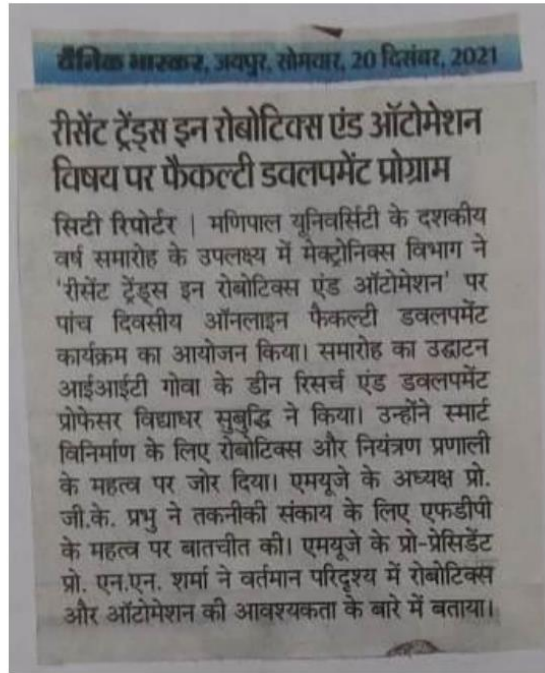 दैनिक भास्कर, जयपुर, सोमवार, 20 दिसंबर, 2021
रीसेंट ट्रेंड्स इन रोबोटिक्स एंड ऑटोमेशन
विषय पर फैकल्टी डवलपमेंट प्रोग्राम
सिटी रिपोर्टर | मणिपाल यूनिवर्सिटी के दशकीय
वर्ष समारोह के उपलक्ष्य में मेक्ट्रोनिक्स विभाग ने
'रीसेंट ट्रेंड्स इन रोबोटिक्स एंड ऑटोमेशन' पर
पांच दिवसीय ऑनलाइन फैकल्टी डवलपमेंट
कार्यक्रम का आयोजन किया। समारोह का उद्घाटन
आईआईटी गोवा के डीन रिसर्च एंड डवलपमेंट
प्रोफेसर विद्याधर सुबुद्धि ने किया। उन्होंने स्मार्ट
विनिर्माण के लिए रोबोटिक्स और नियंत्रण प्रणाली
के महत्व पर जोर दिया। एमयूजे के अध्यक्ष प्रो.
जी.के. प्रभु ने तकनीकी संकाय के लिए एफडीपी
के महत्व पर बातचीत की। एमयूजे के प्रो-प्रेसिडेंट
प्रो. एन.एन. शर्मा ने वर्तमान परिदृश्य में रोबोटिक्स
और ऑटोमेशन की आवश्यकता के बारे में बताया।